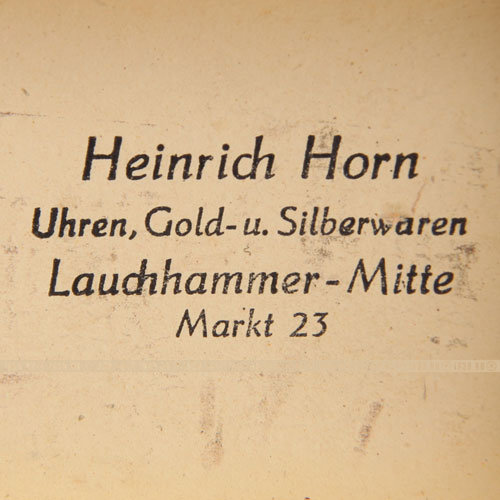 Heinrich Horn
Uhren, Gold- u. Silberwaren
Lauchhammer - Mitte
Markt 23